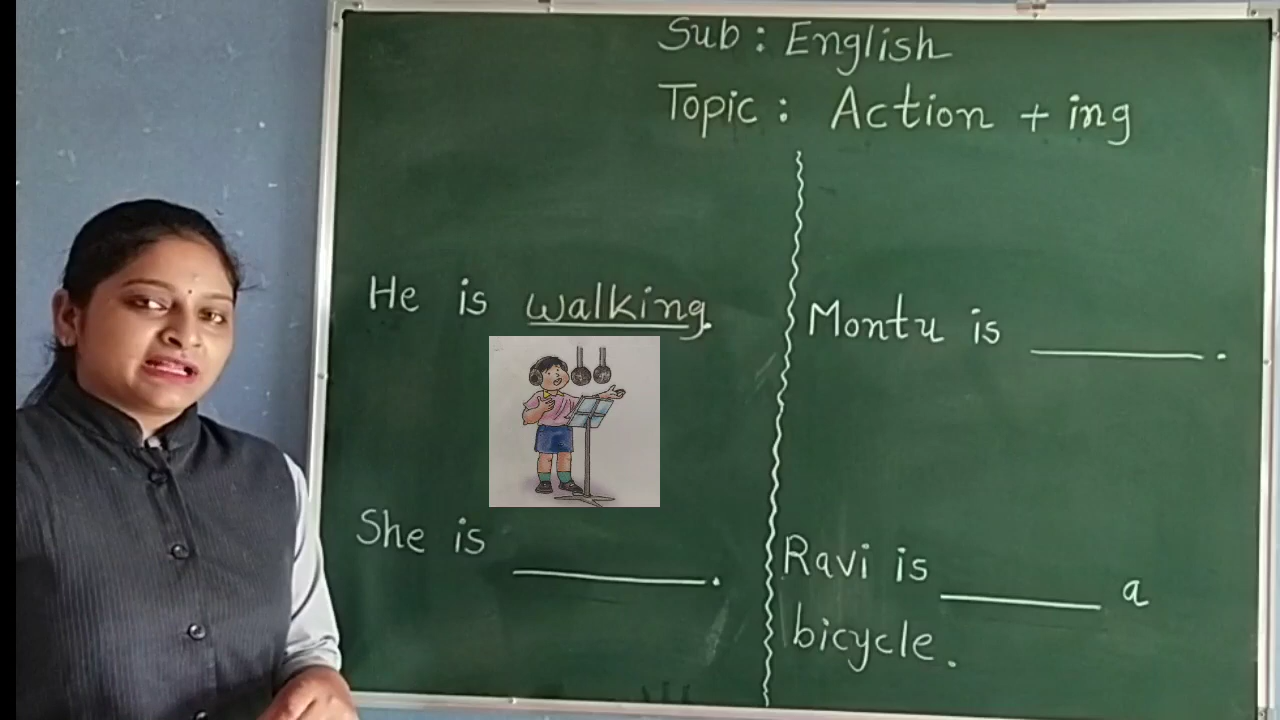 Sub : English
Topic : Action + ing
He is walking.
She is ________.
Montu is ________.
Ravi is ________ a
bicycle.